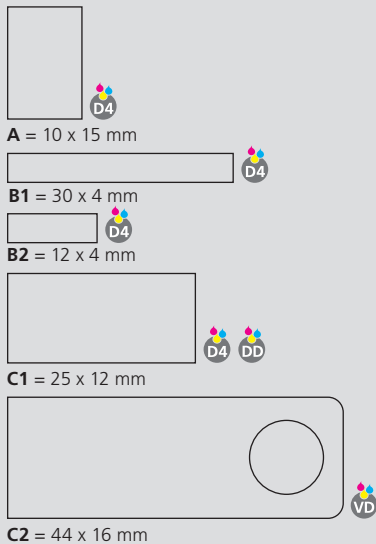 D4
A = 10 x 15 mm
D4
B1 = 30 x 4 mm
D4
B2 = 12 x 4 mm
D4 DD
C1 = 25 x 12 mm
VD
C2 = 44 x 16 mm